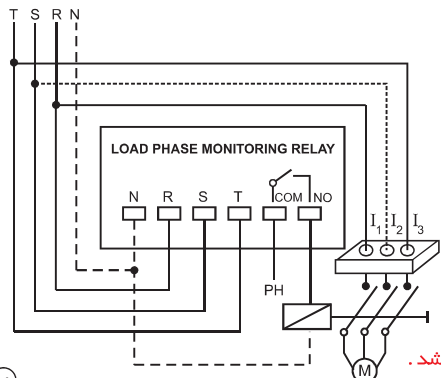 T S R N
LOAD PHASE MONITORING RELAY
N R S T COM NO
I1 I2 I3
PH
شد .
M